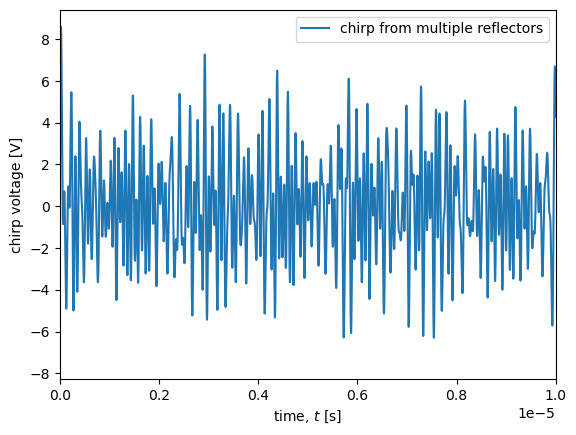 chirp from multiple reflectors
chirp voltage [V]
8
6
4
2
0
−2
−4
−6
−8
0.0 0.2 0.4 0.6 0.8 1.0
1e−5
time, t [s]